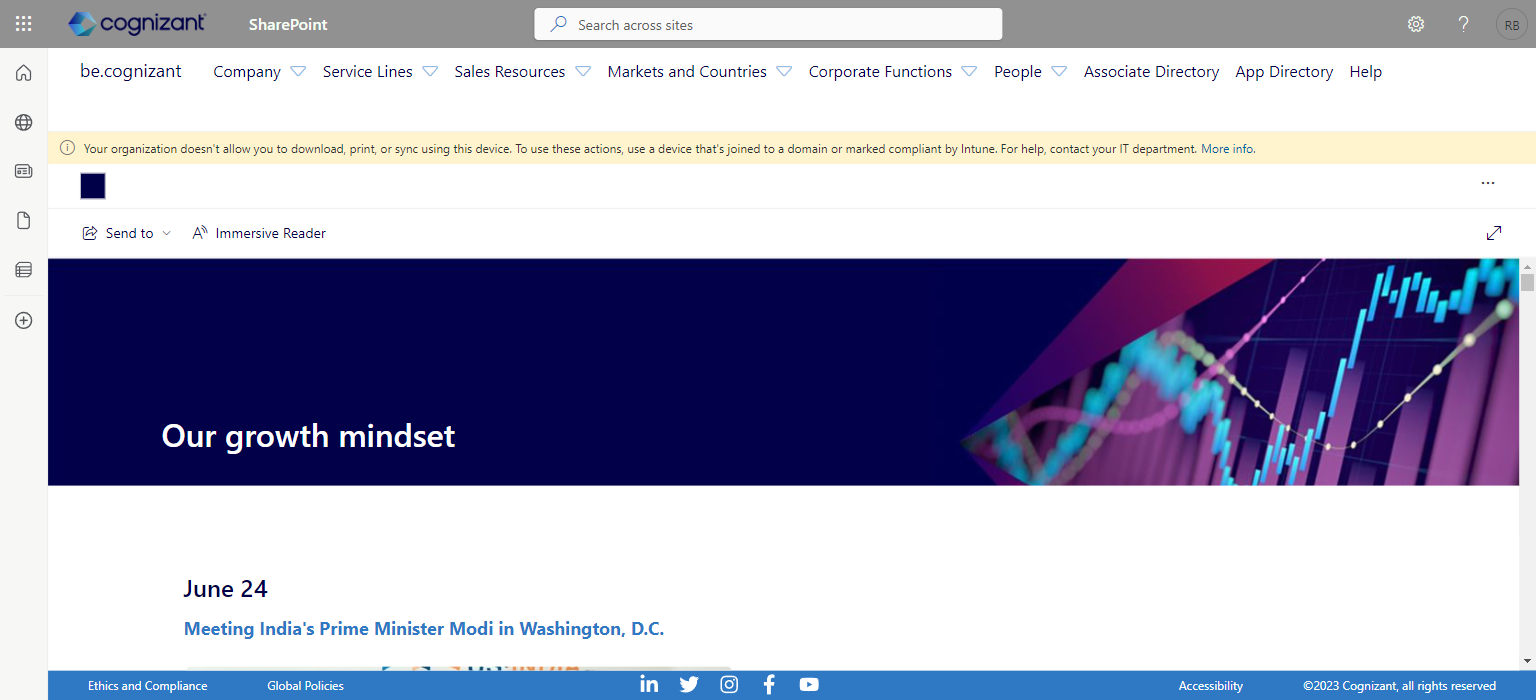 cognizant
SharePoint
Search across sites
RB
be.cognizant
Company
Service Lines
Sales Resources
Markets and Countries
Corporate Functions
People
Associate Directory
App Directory
Help
Your organization doesn't allow you to download, print, or sync using this device. To use these actions, use a device that's joined to a domain or marked compliant by Intune. For help, contact your IT department. More info.
Send to
Immersive Reader
Our growth mindset
June 24
Meeting India's Prime Minister Modi in Washington, D.C.
Ethics and Compliance
Global Policies
Accessibility
©2023 Cognizant, all rights reserved